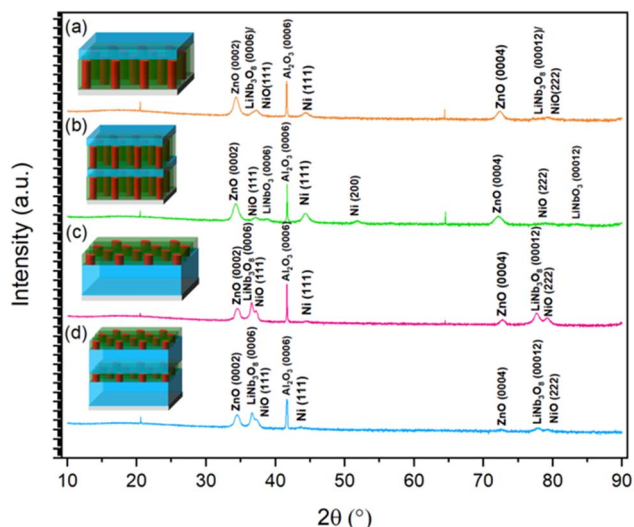 (a)
ZnO (0002)
LiNb₃O₈ (0006)/
NiO(111)
Al₂O₃ (0006)
Ni (111)
ZnO (0004)
LiNb₃O₈ (00012)/
NiO(222)
(b)
ZnO (0002)
NiO (111)
LiNbO₃ (0006)
Al₂O₃ (0006)
Ni (111)
Ni (200)
ZnO (0004)
NiO (222)
LiNbO₃ (00012)
(c)
ZnO (0002)
LiNb₃O₈ (0006)
NiO (111)
Al₂O₃ (0006)
Ni (111)
ZnO (0004)
LiNb₃O₈ (00012)
NiO (222)
(d)
ZnO (0002)
LiNb₃O₈ (0006)
NiO (111)
Al₂O₃ (0006)
Ni (111)
ZnO (0004)
LiNb₃O₈ (00012)
NiO (222)
Intensity (a.u.)
10 20 30 40 50 60 70 80 90
2θ (°)